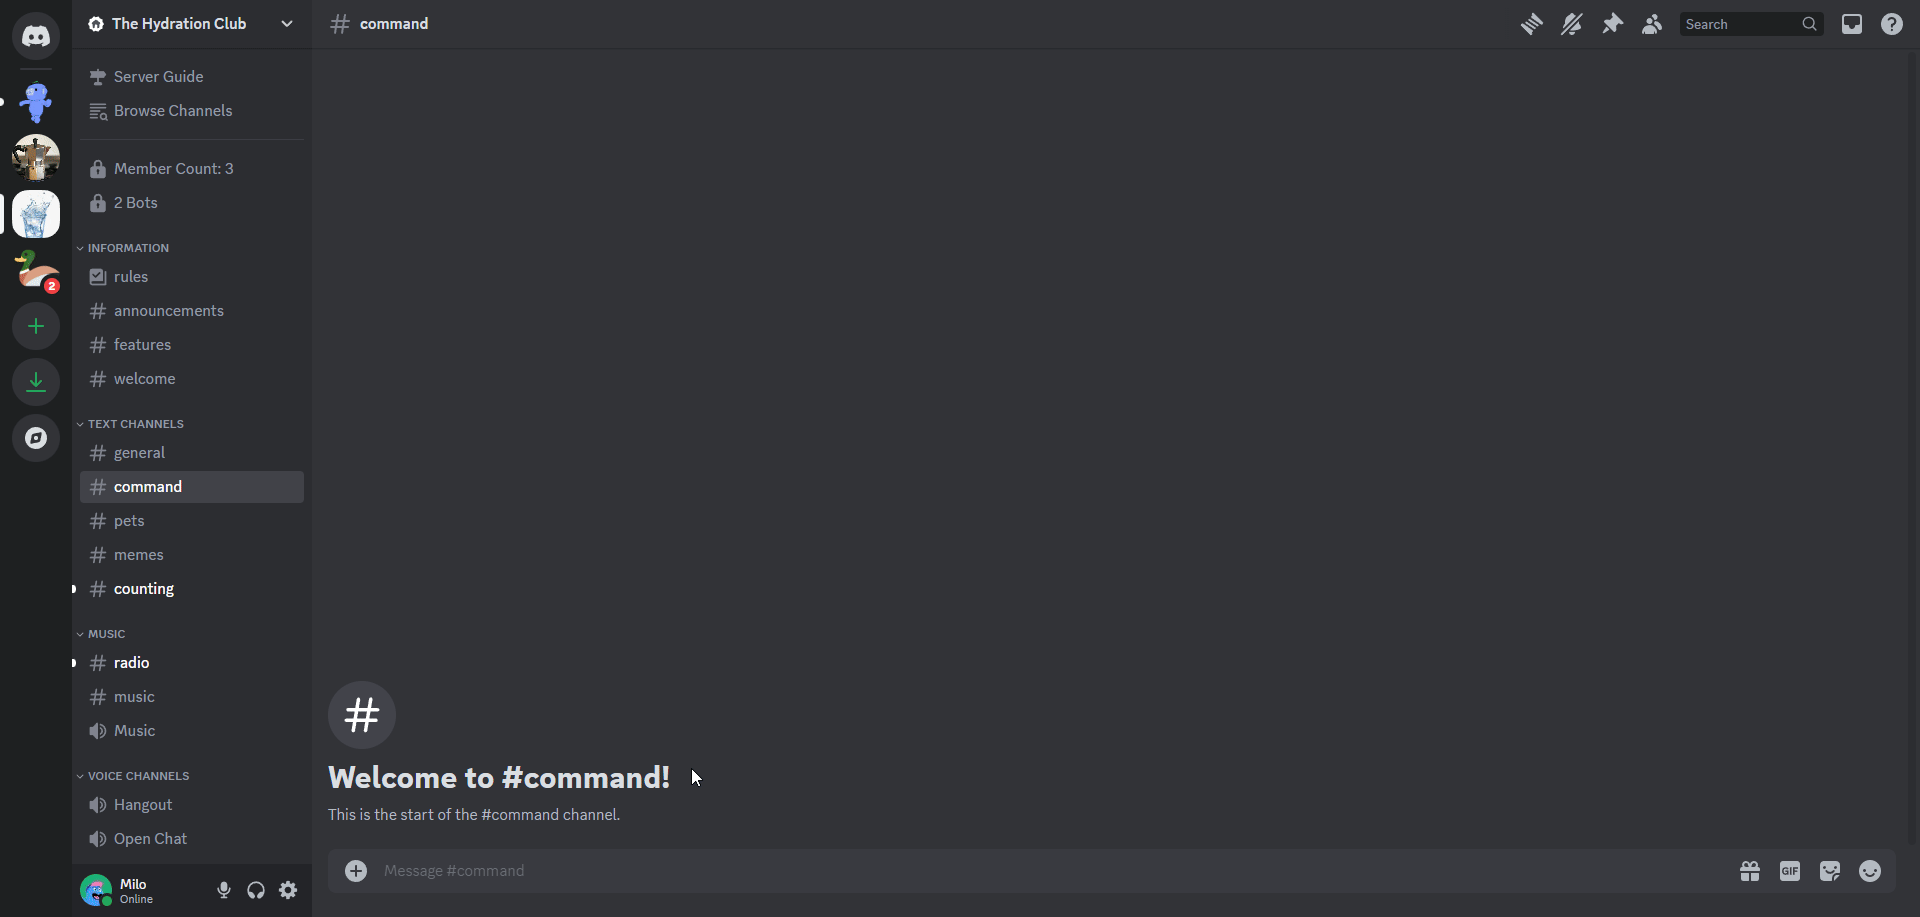 The Hydration Club
Server Guide
Browse Channels
Member Count: 3
2 Bots
INFORMATION
rules
announcements
features
welcome
TEXT CHANNELS
general
command
pets
memes
counting
MUSIC
radio
music
Music
VOICE CHANNELS
Hangout
Open Chat
Milo
Online
2
# command
Search
Welcome to #command!
This is the start of the #command channel.
Message #command
GIF